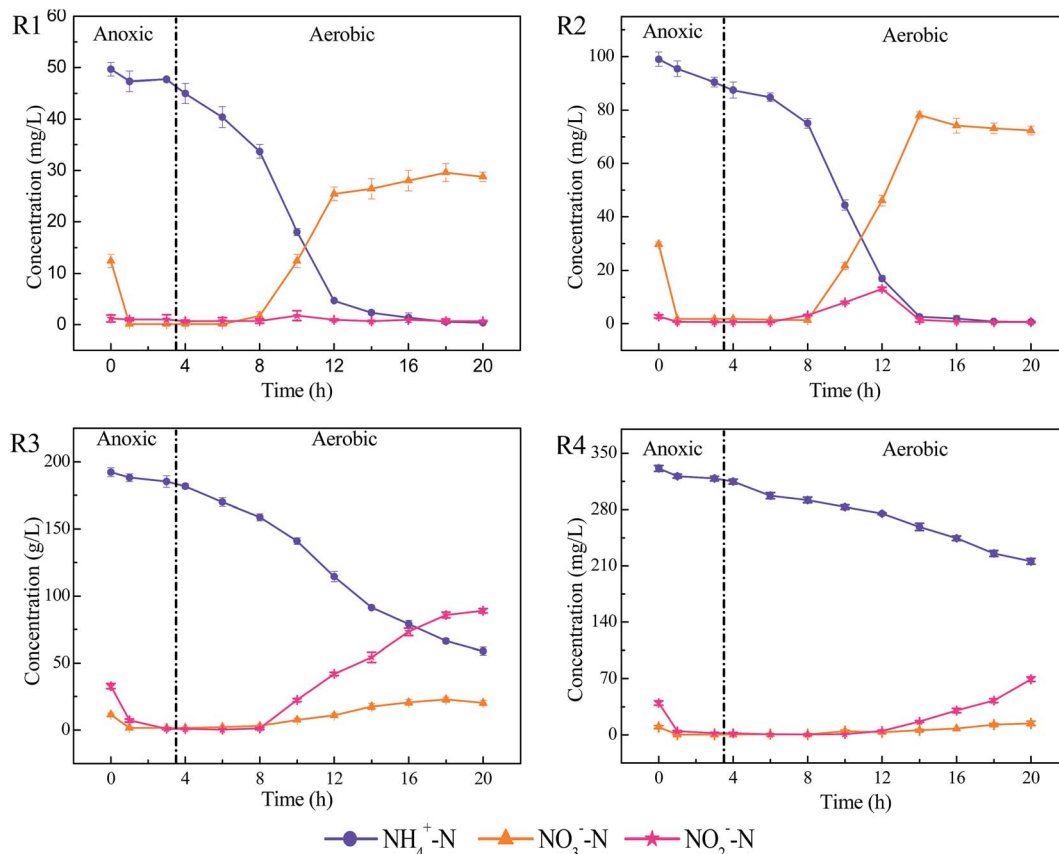 R1
Anoxic
Aerobic
60
50
40
30
20
10
0
Concentration (mg/L)
0 4 8 12 16 20
Time (h)
R2
Anoxic
Aerobic
100
80
60
40
20
0
Concentration (mg/L)
0 4 8 12 16 20
Time (h)
R3
Anoxic
Aerobic
200
150
100
50
0
Concentration (g/L)
0 4 8 12 16 20
Time (h)
R4
Anoxic
Aerobic
350
280
210
140
70
0
Concentration (mg/L)
0 4 8 12 16 20
Time (h)
NH₄⁺-N NO₃⁻-N NO₂⁻-N